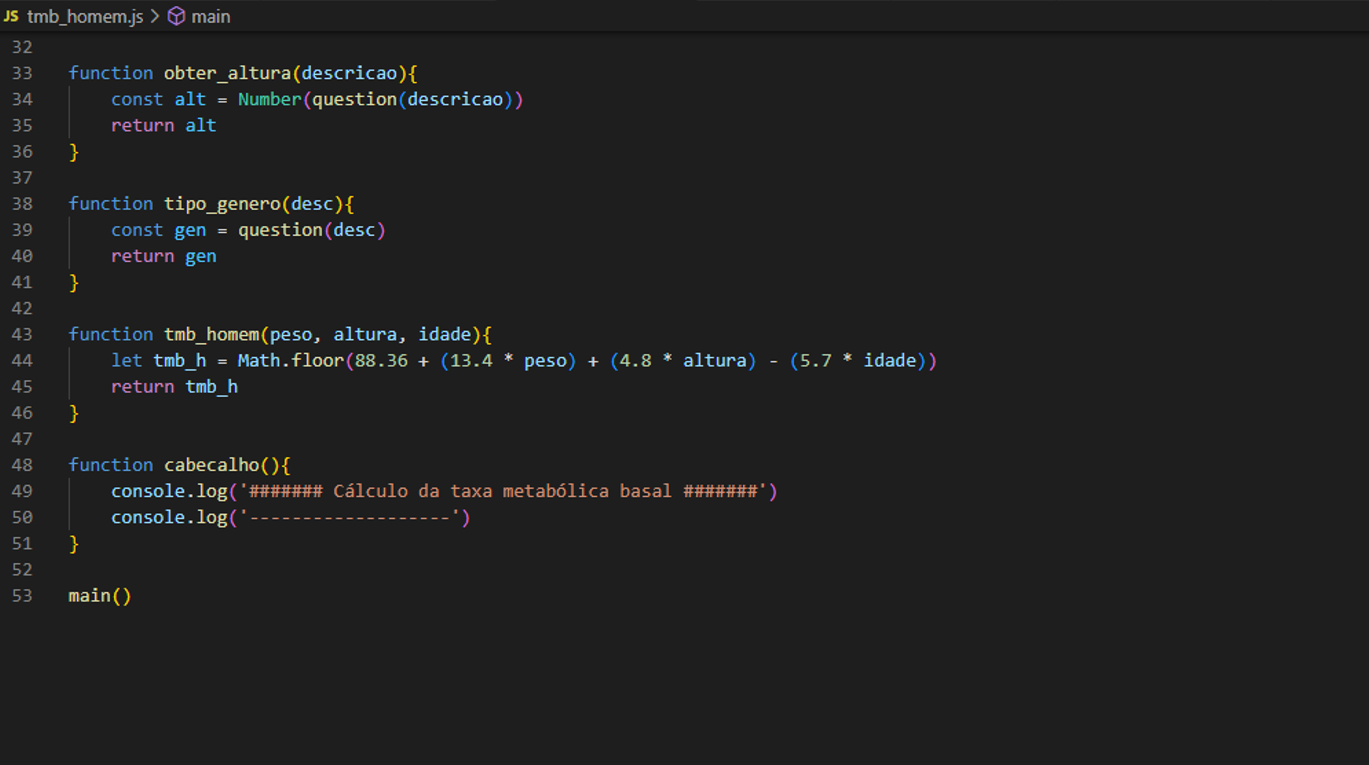 JS tmb_homem.js > main
32
33 function obter_altura(descricao){
34     const alt = Number(question(descricao))
35     return alt
36 }
37
38 function tipo_genero(desc){
39     const gen = question(desc)
40     return gen
41 }
42
43 function tmb_homem(peso, altura, idade){
44     let tmb_h = Math.floor(88.36 + (13.4 * peso) + (4.8 * altura) - (5.7 * idade))
45     return tmb_h
46 }
47
48 function cabecalho(){
49     console.log('####### Cálculo da taxa metabólica basal #######')
50     console.log('-------------------')
51 }
52
53 main()